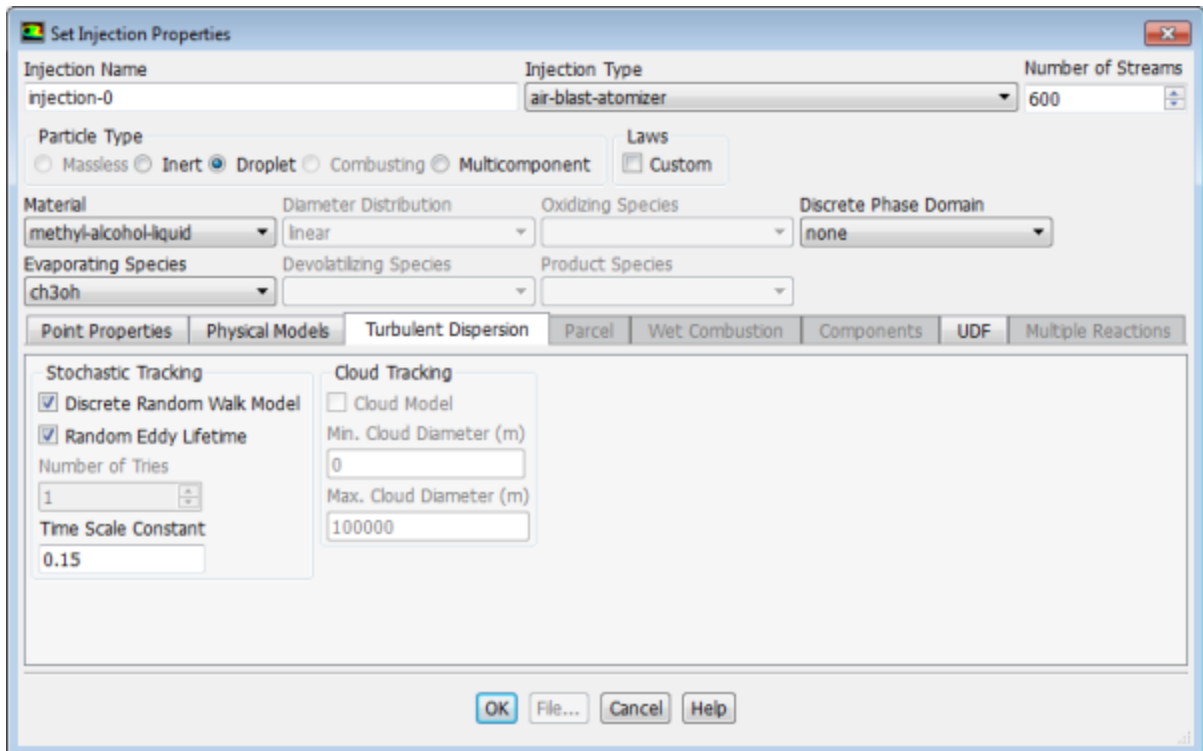 Set Injection Properties
Injection Name Injection Type Number of Streams
injection-0 air-blast-atomizer 600
Particle Type Laws
Massless Inert Droplet Combusting Multicomponent Custom
Material Diameter Distribution Oxidizing Species Discrete Phase Domain
methyl-alcohol-liquid linear none
Evaporating Species Devolatilizing Species Product Species
ch3oh
Point Properties Physical Models Turbulent Dispersion Parcel Wet Combustion Components UDF Multiple Reactions
Stochastic Tracking Cloud Tracking
Discrete Random Walk Model Cloud Model
Random Eddy Lifetime Min. Cloud Diameter (m)
Number of Tries 0
1 Max. Cloud Diameter (m)
Time Scale Constant 100000
0.15
OK File... Cancel Help